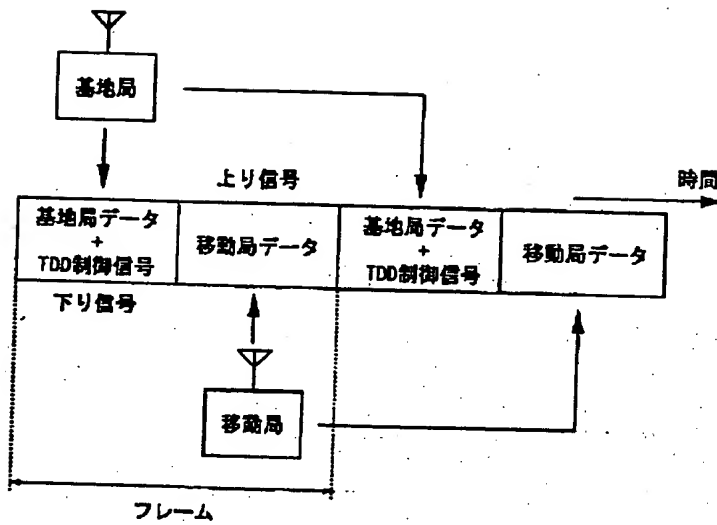 基地局
上り信号
時間
基地局データ
+
TDD制御信号
移動局データ
基地局データ
+
TDD制御信号
移動局データ
下り信号
移動局
フレーム